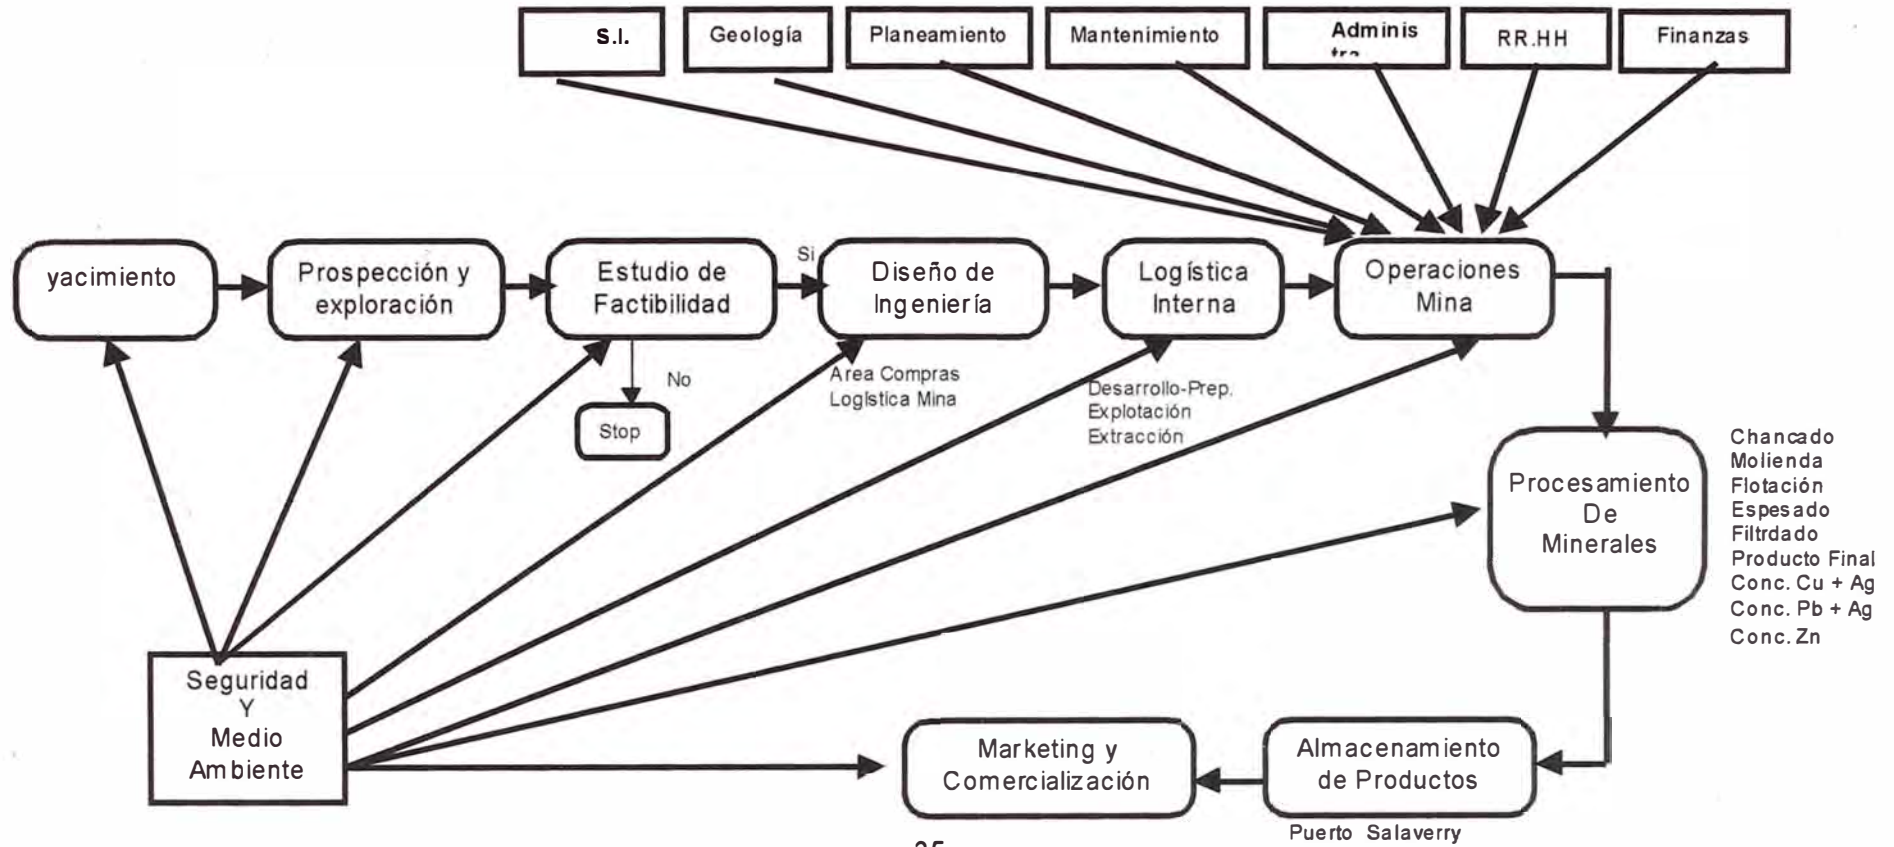 S.I.
Geología
Planeamiento
Mantenimiento
Adminis
tra
RR.HH
Finanzas
yacimiento
Prospección y
exploración
Estudio de
Factibilidad
Si
Diseño de
Ingeniería
Logística
Interna
Operaciones
Mina
No
Stop
Area Compras
Logística Mina
Desarrollo-Prep.
Explotación
Extracción
Procesamiento
De
Minerales
Chancado
Molienda
Flotación
Espesado
Filtrdado
Producto Final
Conc. Cu + Ag
Conc. Pb + Ag
Conc. Zn
Seguridad
Y
Medio
Ambiente
Marketing y
Comercialización
Almacenamiento
de Productos
Puerto Salaverry